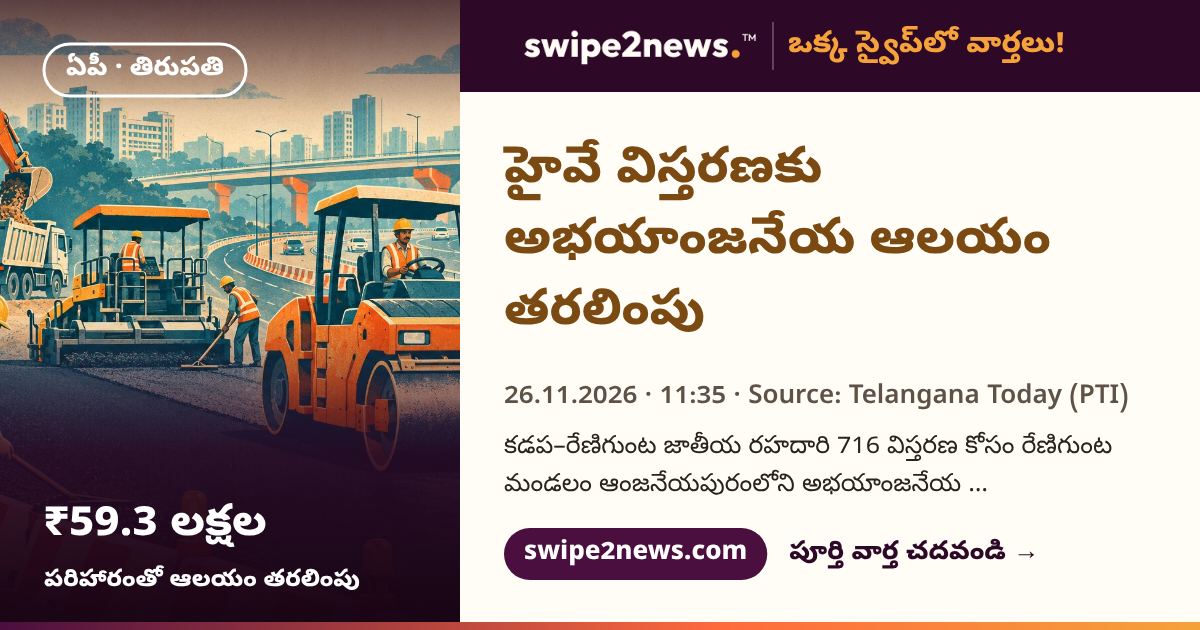 ఏపీ · తిరుపతి
swipe2news.™
ఒక్క స్వైప్‌లో వార్తలు!
హైవే విస్తరణకు
అభయాంజనేయ ఆలయం
తరలింపు
26.11.2026 · 11:35 · Source: Telangana Today (PTI)
కడప–రేణిగుంట జాతీయ రహదారి 716 విస్తరణ కోసం రేణిగుంట
మండలం ఆంజనేయపురంలోని అభయాంజనేయ ...
₹59.3 లక్షల
పరిహారంతో ఆలయం తరలింపు
swipe2news.com
పూర్తి వార్త చదవండి →